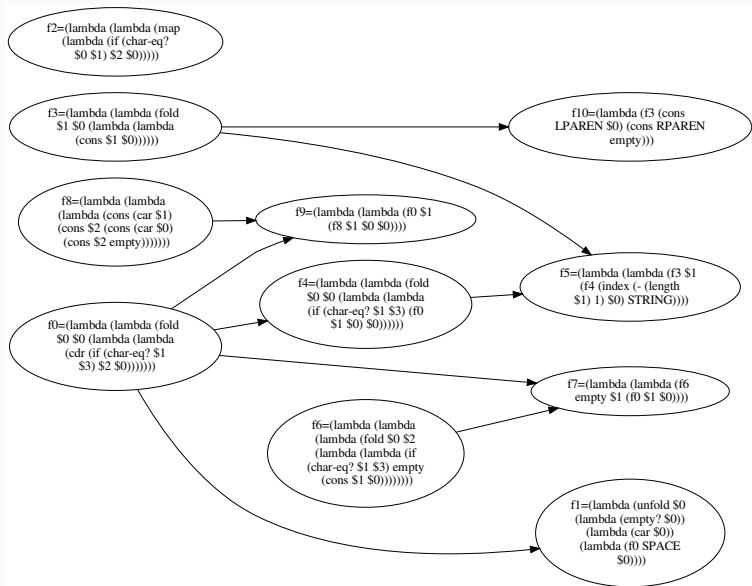 f2=(lambda (lambda (map
(lambda (if (char-eq?
$0 $1) $2 $0)))))
f3=(lambda (lambda (fold
$1 $0 (lambda (lambda
(cons $1 $0))))))
f10=(lambda (f3 (cons
LPAREN $0) (cons RPAREN
empty)))
f8=(lambda (lambda
(lambda (cons (car $1)
(cons $2 (cons (car $0)
(cons $2 empty)))))))
f9=(lambda (lambda (f0 $1
(f8 $1 $0 $0))))
f4=(lambda (lambda (fold
$0 $0 (lambda (lambda
(if (char-eq? $1 $3) (f0
$1 $0) $0))))))
f5=(lambda (lambda (f3 $1
(f4 (index (- (length
$1) 1) $0) STRING))))
f0=(lambda (lambda (fold
$0 $0 (lambda (lambda
(cdr (if (char-eq? $1
$3) $2 $0)))))))
f7=(lambda (lambda (f6
empty $1 (f0 $1 $0))))
f6=(lambda (lambda
(lambda (fold $0 $2
(lambda (lambda (if
(char-eq? $1 $3) empty
(cons $1 $0))))))))
f1=(lambda (unfold $0
(lambda (empty? $0))
(lambda (car $0))
(lambda (f0 SPACE
$0))))